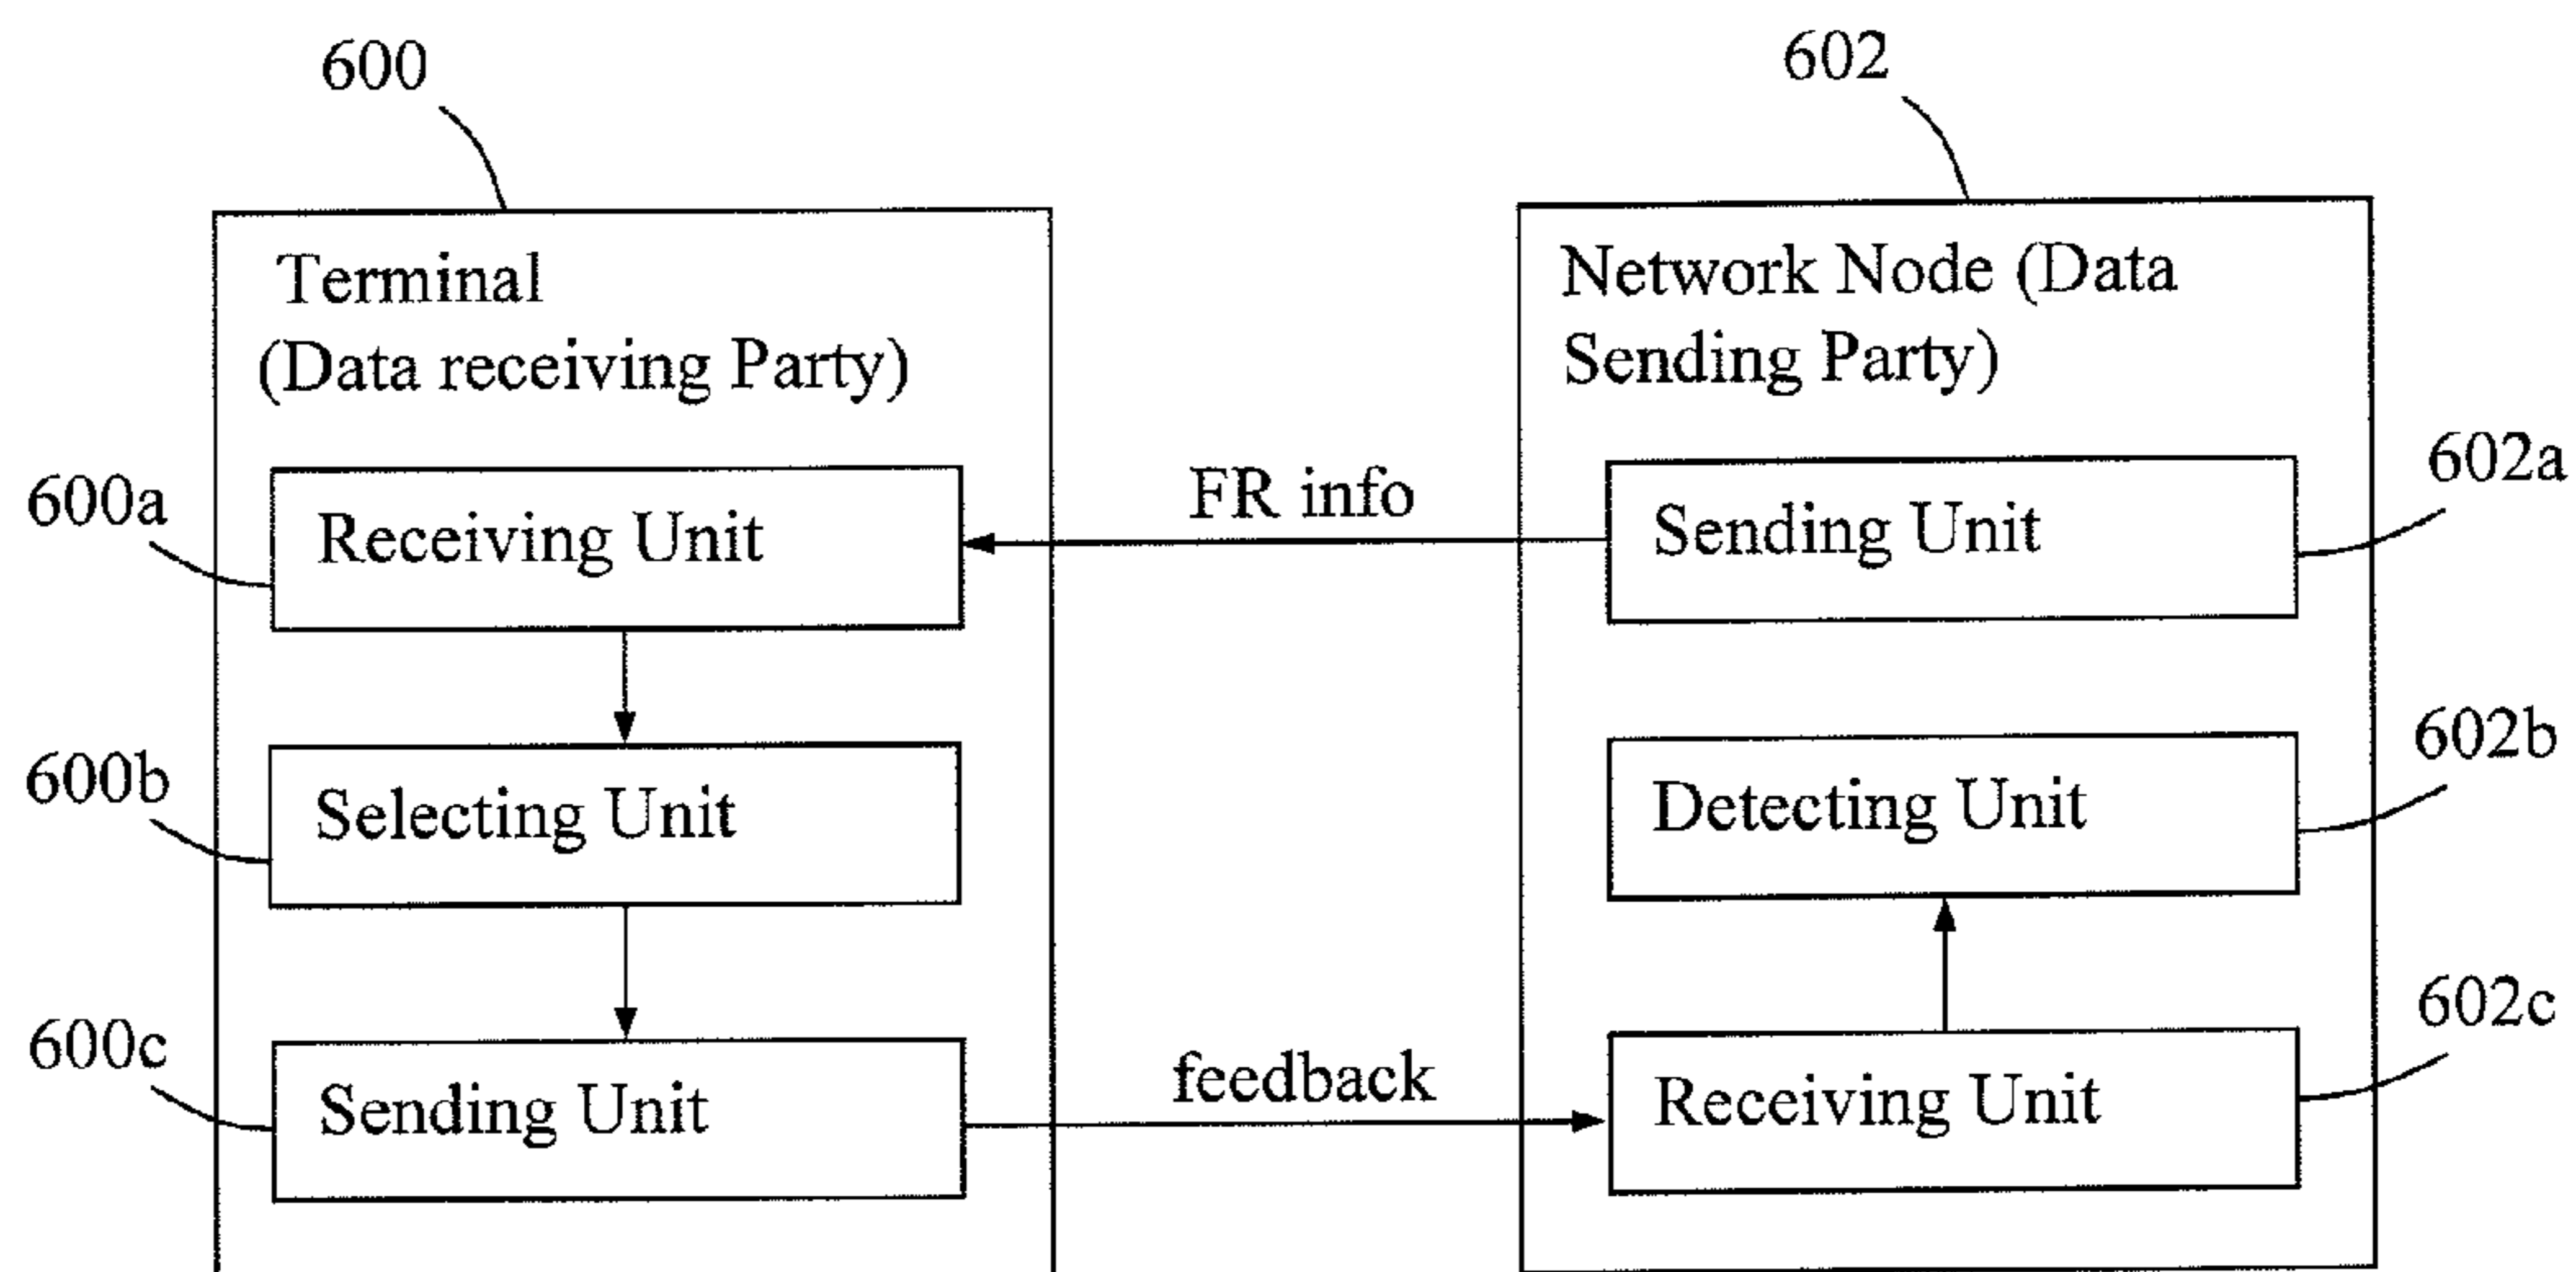 600
602
Terminal
(Data receiving Party)
Network Node (Data
Sending Party)
600a
Receiving Unit
FR info
Sending Unit
602a
600b
Selecting Unit
Detecting Unit
602b
600c
Sending Unit
feedback
Receiving Unit
602c